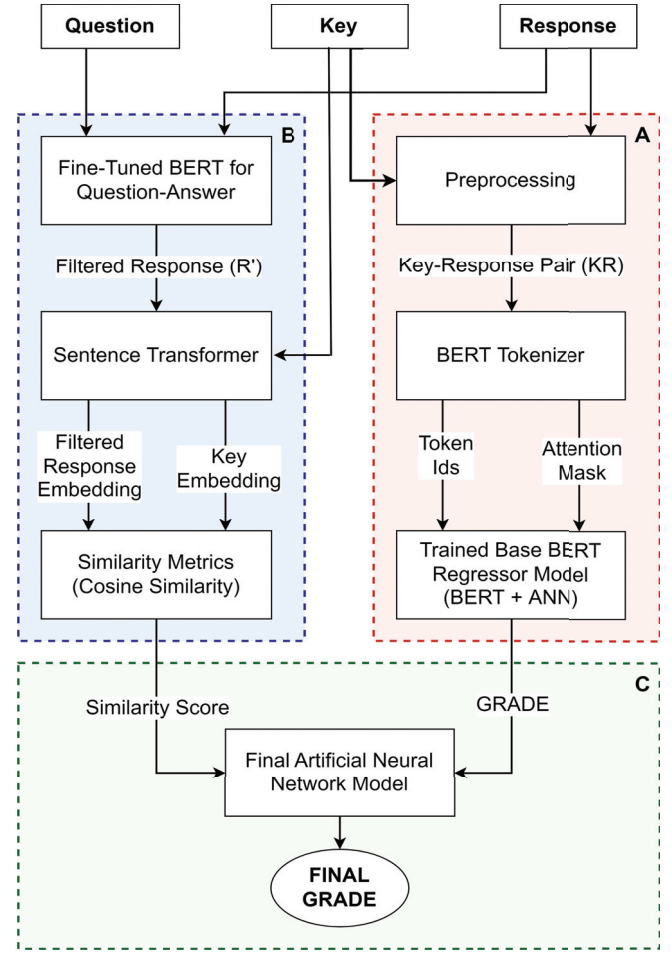 Question
Key
Response
B
Fine-Tuned BERT for
Question-Answer
Filtered Response (R')
Sentence Transformer
Filtered
Response
Embedding
Key
Embedding
Similarity Metrics
(Cosine Similarity)
A
Preprocessing
Key-Response Pair (KR)
BERT Tokenizer
Token
Ids
Attention
Mask
Trained Base BERT
Regressor Model
(BERT + ANN)
C
Similarity Score
GRADE
Final Artificial Neural
Network Model
FINAL
GRADE